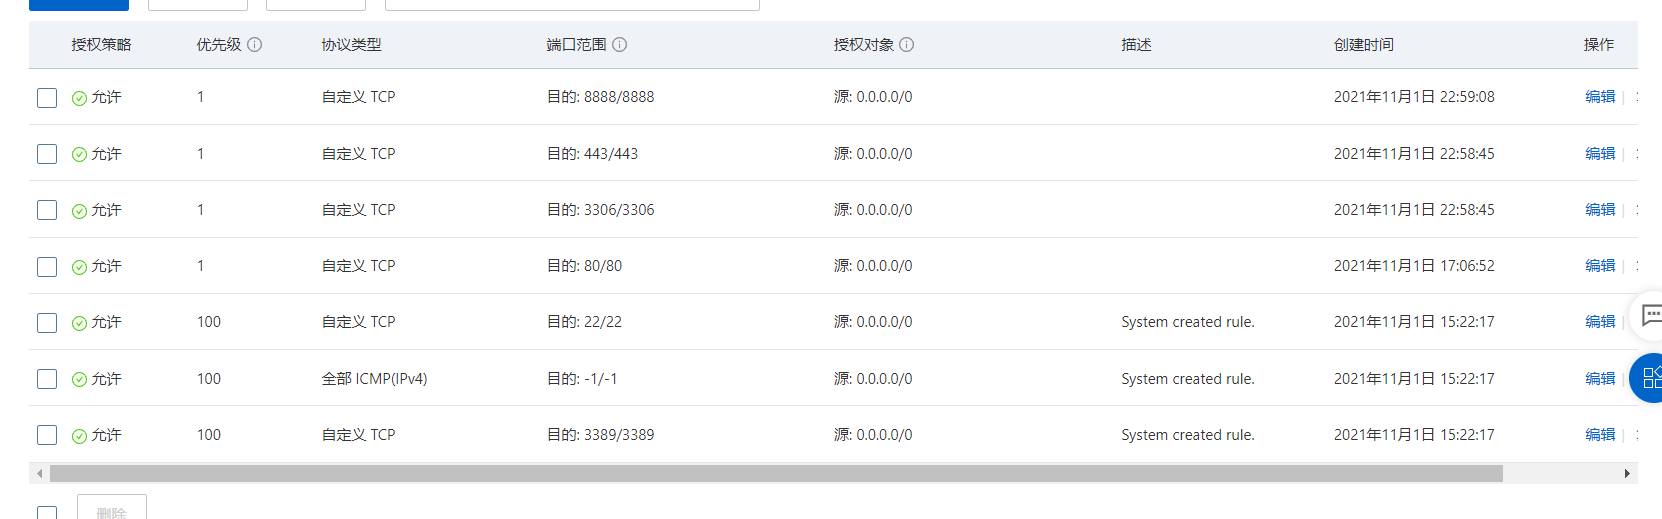 授权策略 优先级 协议类型 端口范围 授权对象 描述 创建时间 操作
允许 1 自定义 TCP 目的: 8888/8888 源: 0.0.0.0/0 2021年11月1日 22:59:08 编辑
允许 1 自定义 TCP 目的: 443/443 源: 0.0.0.0/0 2021年11月1日 22:58:45 编辑
允许 1 自定义 TCP 目的: 3306/3306 源: 0.0.0.0/0 2021年11月1日 22:58:45 编辑
允许 1 自定义 TCP 目的: 80/80 源: 0.0.0.0/0 2021年11月1日 17:06:52 编辑
允许 100 自定义 TCP 目的: 22/22 源: 0.0.0.0/0 System created rule. 2021年11月1日 15:22:17 编辑
允许 100 全部 ICMP(IPv4) 目的: -1/-1 源: 0.0.0.0/0 System created rule. 2021年11月1日 15:22:17 编辑
允许 100 自定义 TCP 目的: 3389/3389 源: 0.0.0.0/0 System created rule. 2021年11月1日 15:22:17 编辑
删除